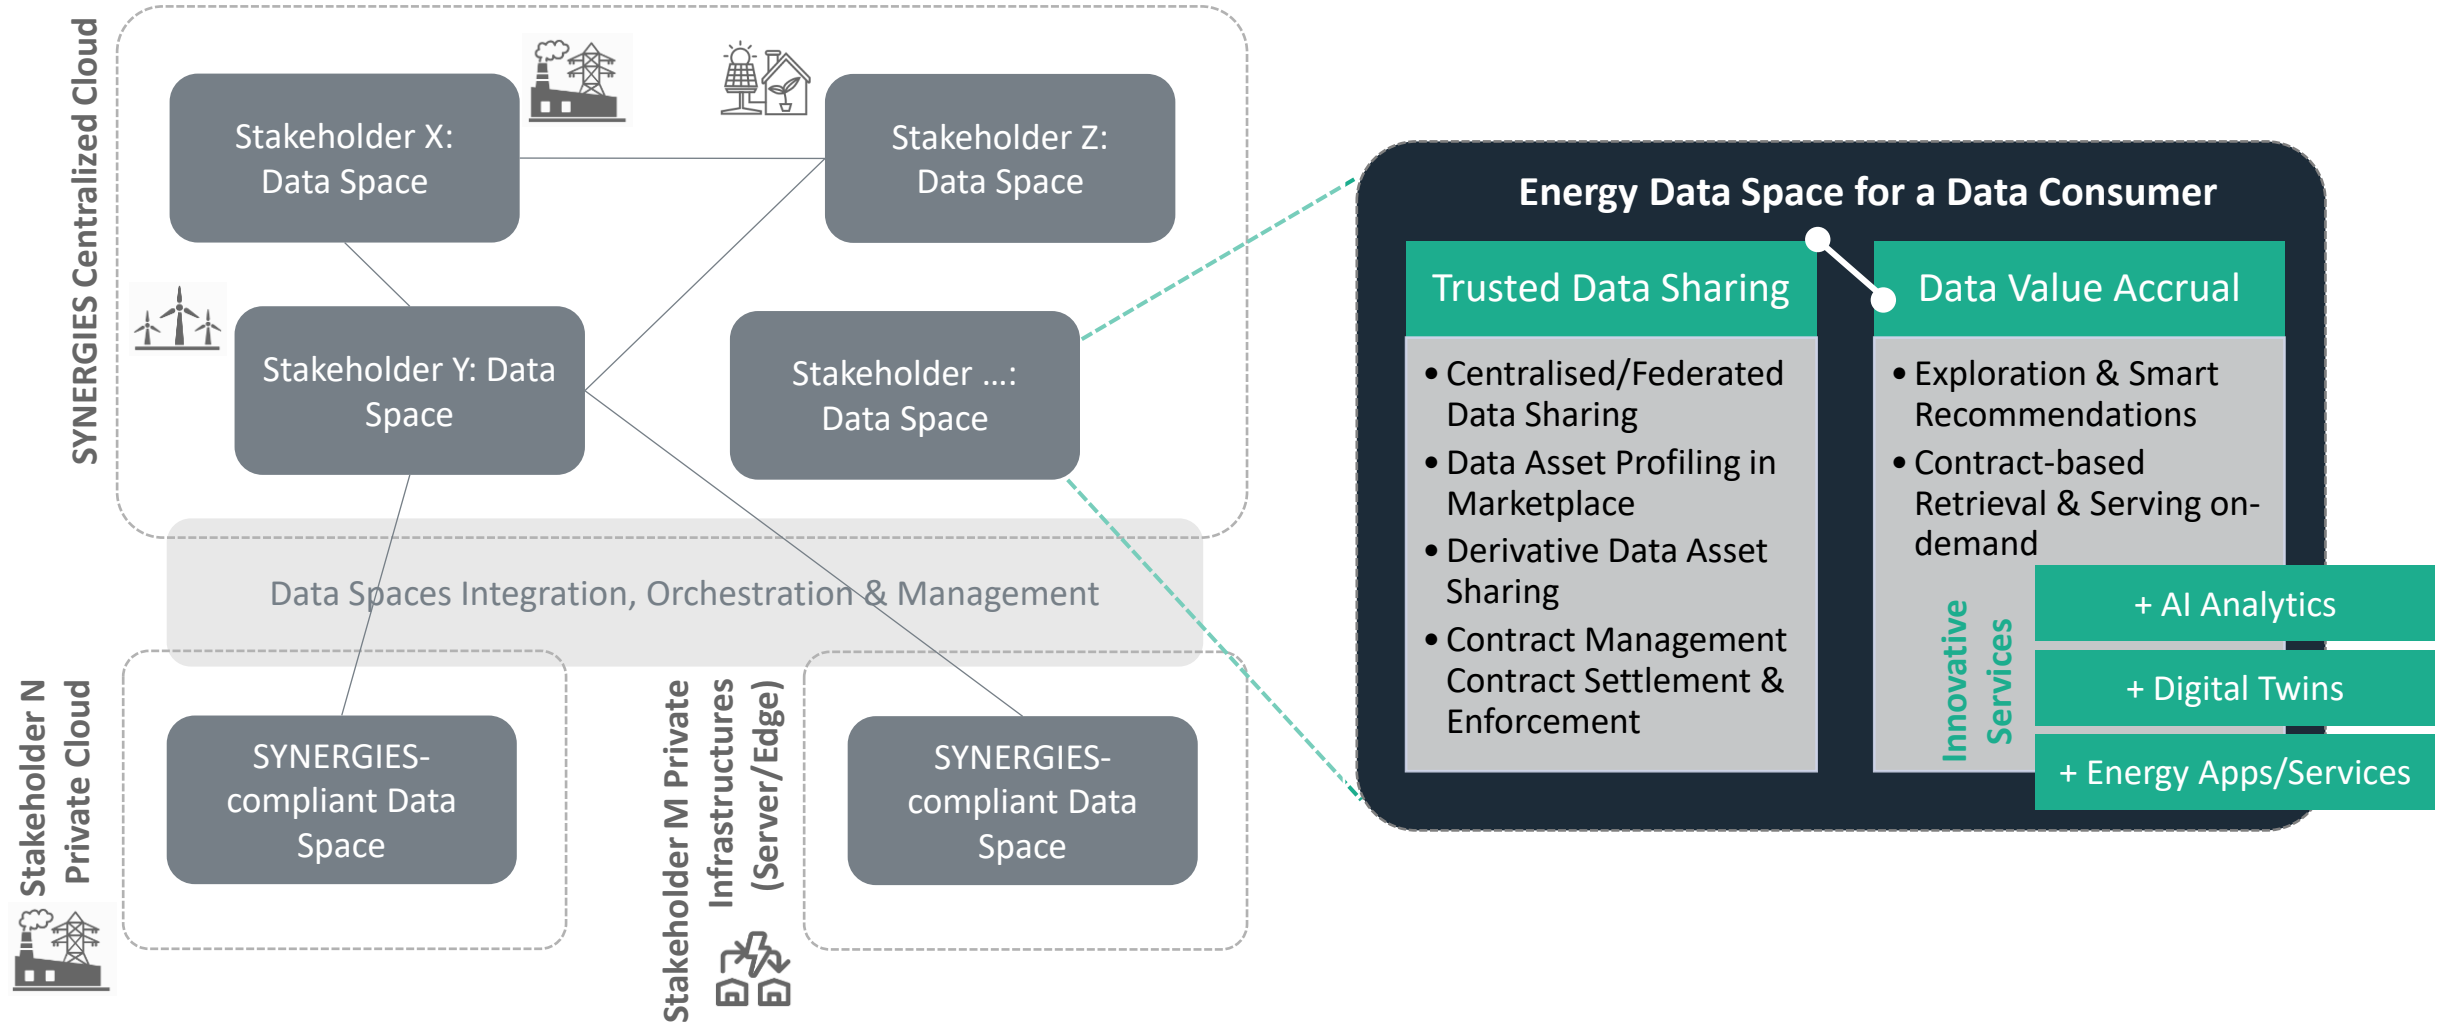 SYNERGIES Centralized Cloud
Stakeholder X:
Data Space
Stakeholder Z:
Data Space
Stakeholder Y: Data
Space
Stakeholder ...:
Data Space
Data Spaces Integration, Orchestration & Management
Stakeholder N
Private Cloud
SYNERGIES-
compliant Data
Space
Stakeholder M Private
Infrastructures
(Server/Edge)
SYNERGIES-
compliant Data
Space
Energy Data Space for a Data Consumer
Trusted Data Sharing
• Centralised/Federated
Data Sharing
• Data Asset Profiling in
Marketplace
• Derivative Data Asset
Sharing
• Contract Management
Contract Settlement &
Enforcement
Data Value Accrual
• Exploration & Smart
Recommendations
• Contract-based
Retrieval & Serving on-
demand
Innovative
Services
+ AI Analytics
+ Digital Twins
+ Energy Apps/Services